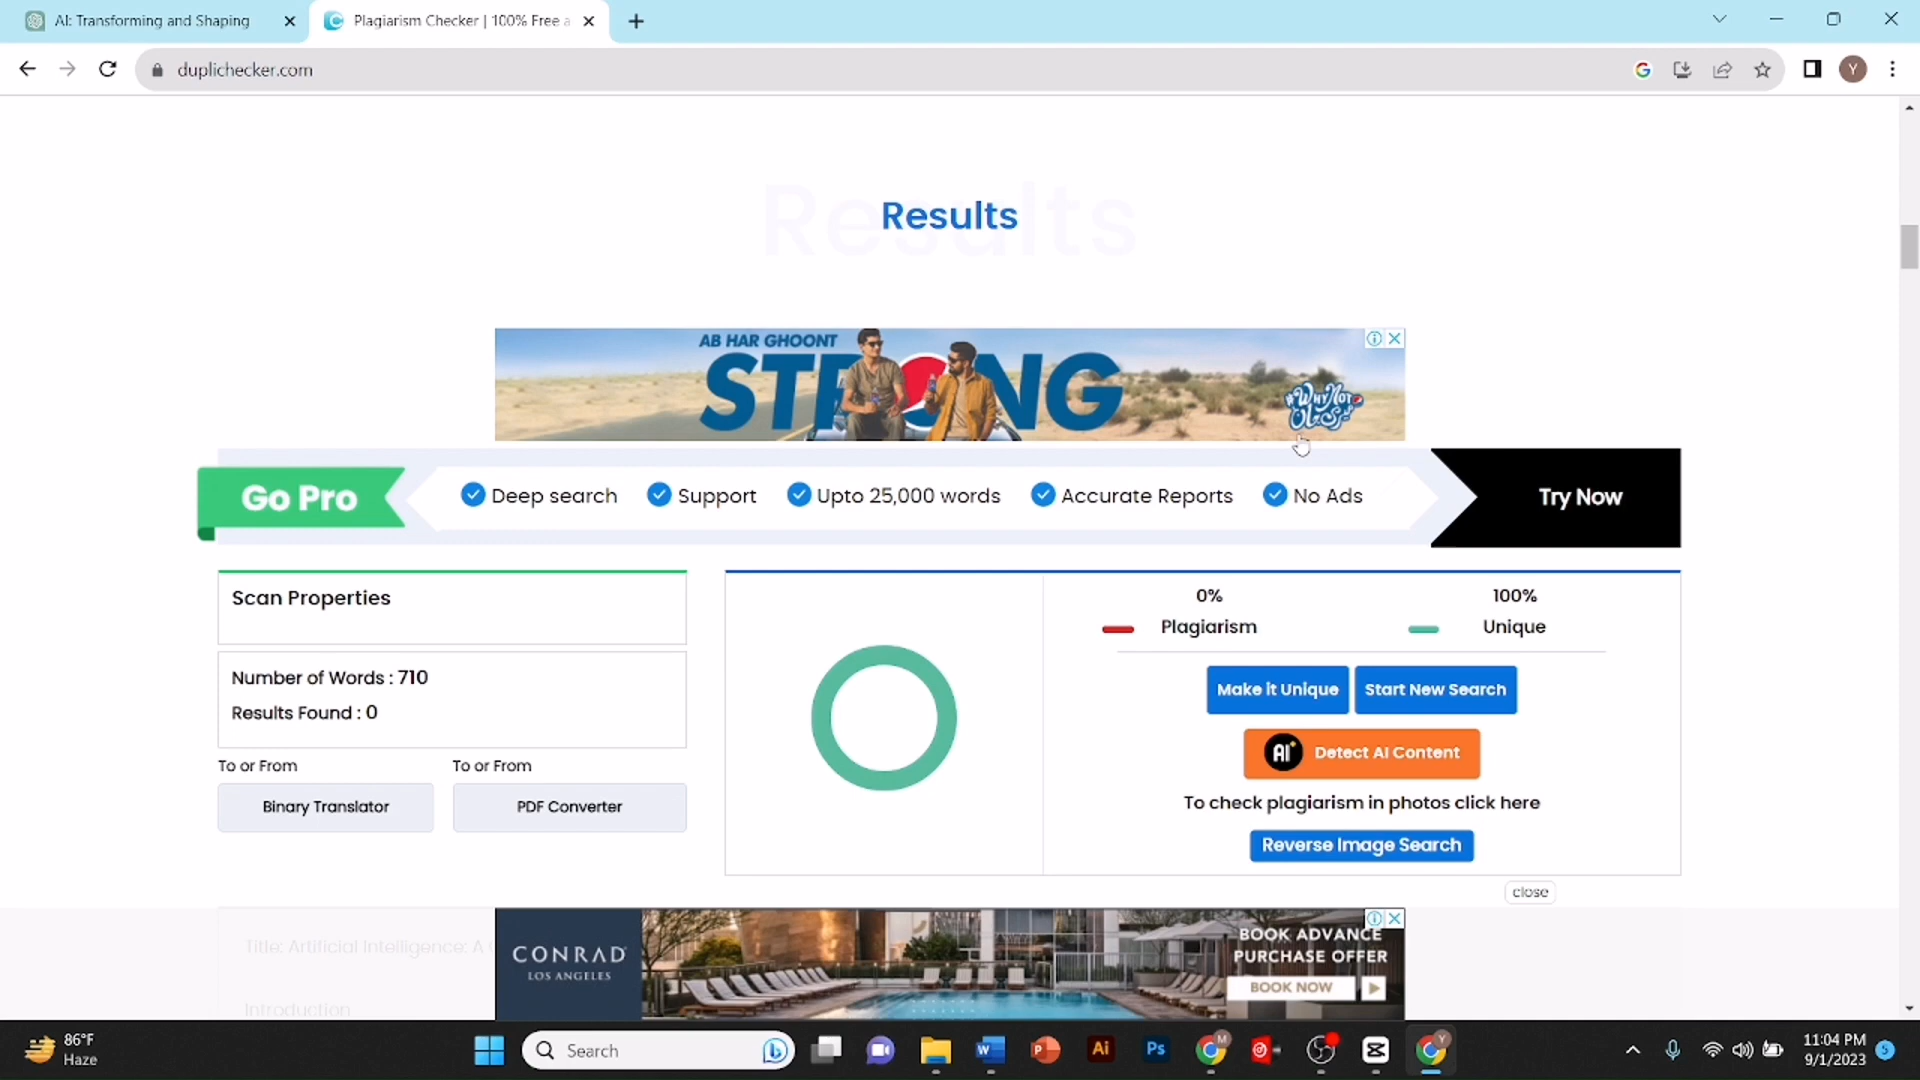 AI: Transforming and Shaping
Plagiarism Checker | 100% Free a
duplichecker.com
Y
Results
AB HAR GHOONT
STRONG
#WhyNot
Go Pro
Deep search
Support
Upto 25,000 words
Accurate Reports
No Ads
Try Now
Scan Properties
Number of Words : 710
Results Found : 0
To or From
To or From
Binary Translator
PDF Converter
0%
Plagiarism
100%
Unique
Make it Unique
Start New Search
AI Detect AI Content
To check plagiarism in photos click here
Reverse Image Search
close
Title: Artificial Intelligence: A
Introduction
CONRAD
LOS ANGELES
BOOK ADVANCE
PURCHASE OFFER
BOOK NOW
86°F
Haze
Search
Ai
Ps
M
Y
11:04 PM
9/1/2023
5